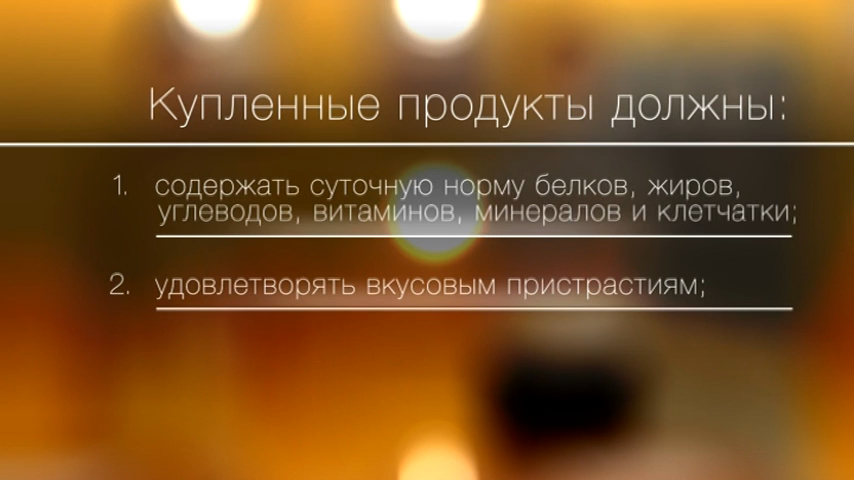 Купленные продукты должны:
1. содержать суточную норму белков, жиров,
углеводов, витаминов, минералов и клетчатки;
2. удовлетворять вкусовым пристрастиям;